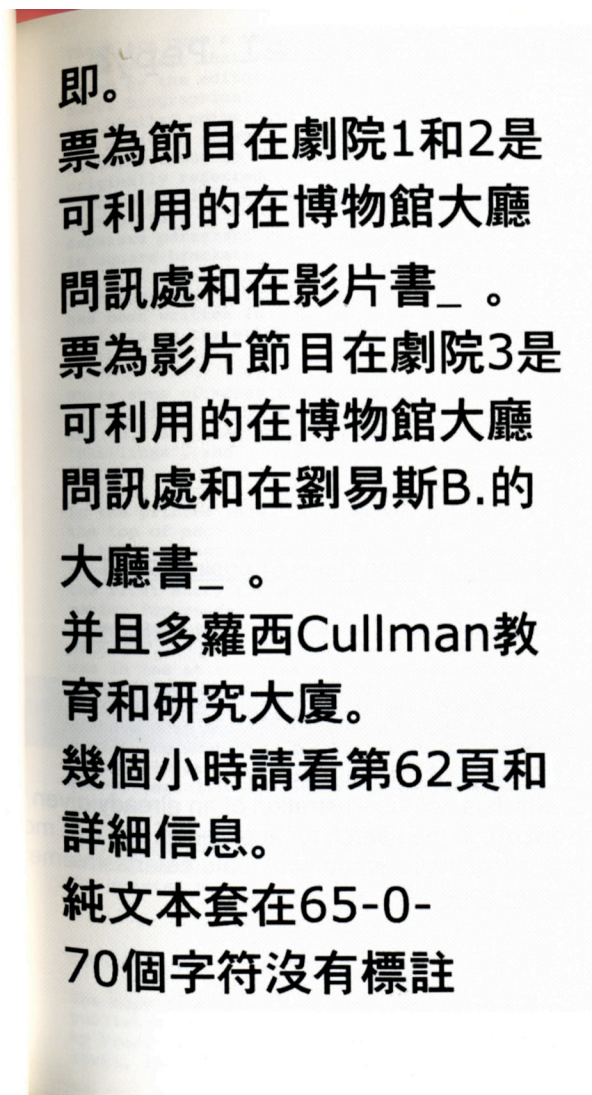 即。
票為節目在劇院1和2是
可利用的在博物館大廳
問訊處和在影片書_ 。
票為影片節目在劇院3是
可利用的在博物館大廳
問訊處和在劉易斯B.的
大廳書_ 。
并且多蘿西Cullman教
育和研究大廈。
幾個小時請看第62頁和
詳細信息。
純文本套在65-0-
70個字符沒有標註